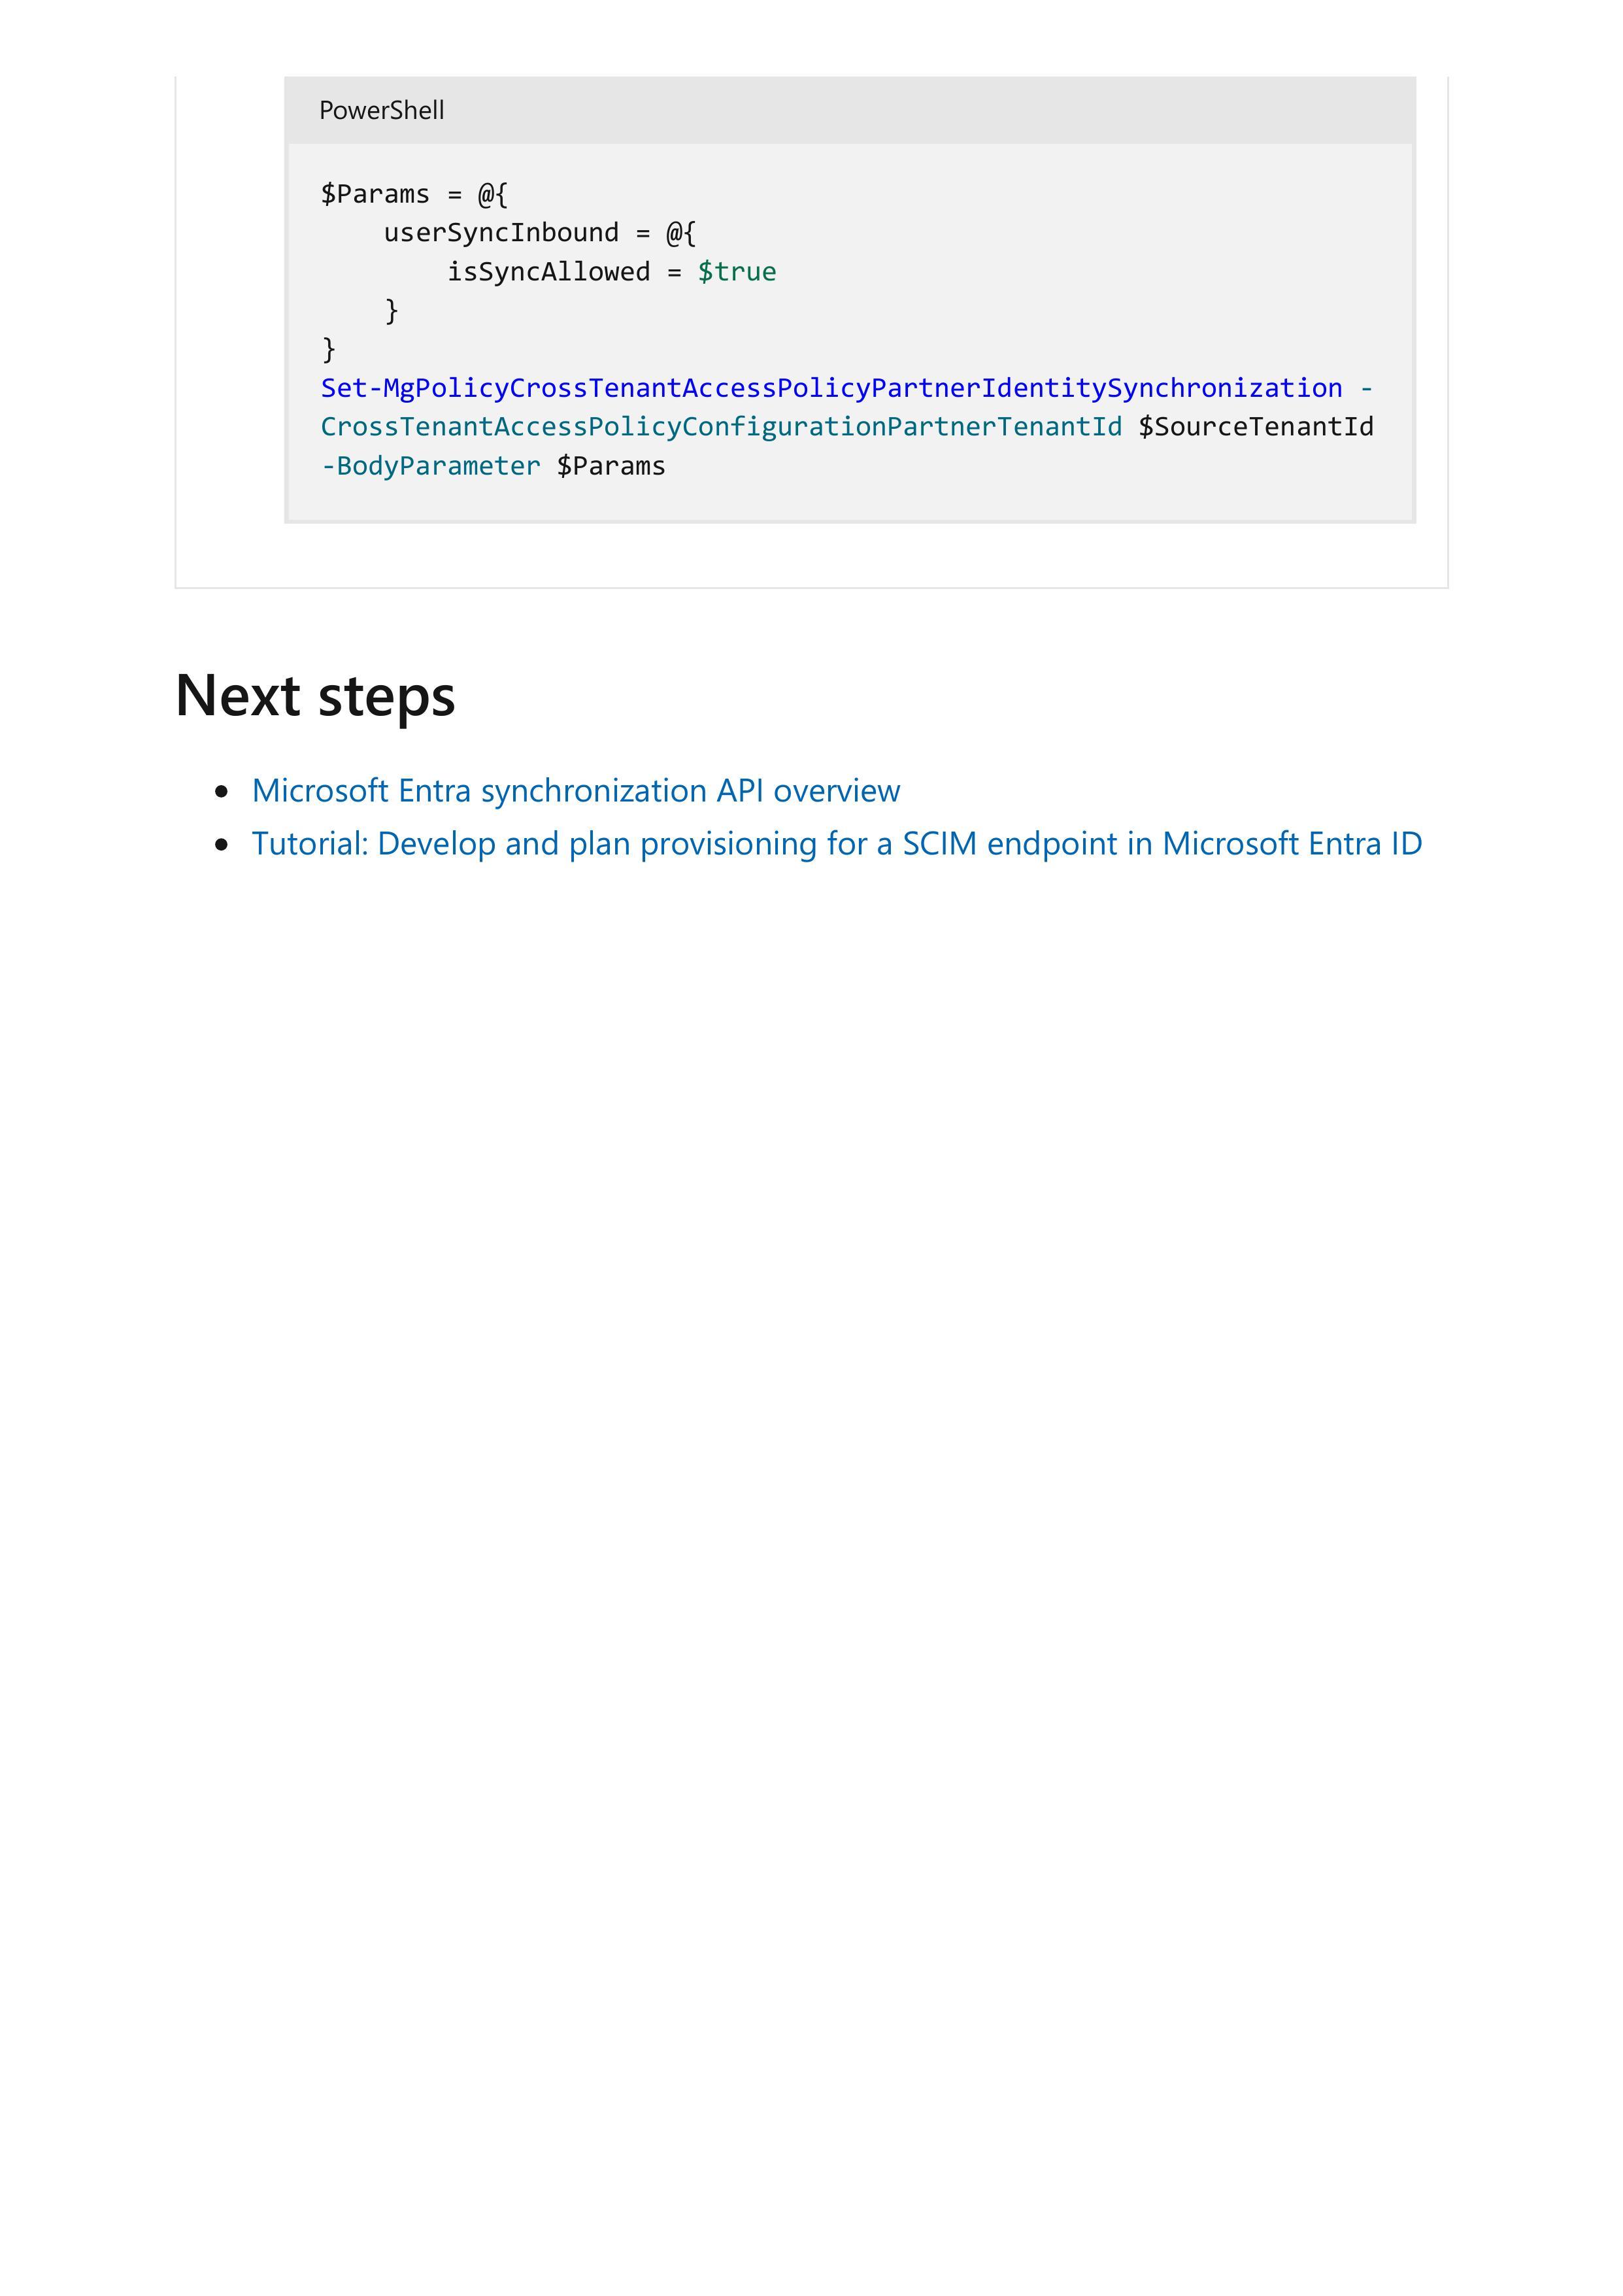 PowerShell
$Params = @{
    userSyncInbound = @{
        isSyncAllowed = $true
    }
}
Set-MgPolicyCrossTenantAccessPolicyPartnerIdentitySynchronization -
CrossTenantAccessPolicyConfigurationPartnerTenantId $SourceTenantId
-BodyParameter $Params
Next steps
• Microsoft Entra synchronization API overview
• Tutorial: Develop and plan provisioning for a SCIM endpoint in Microsoft Entra ID